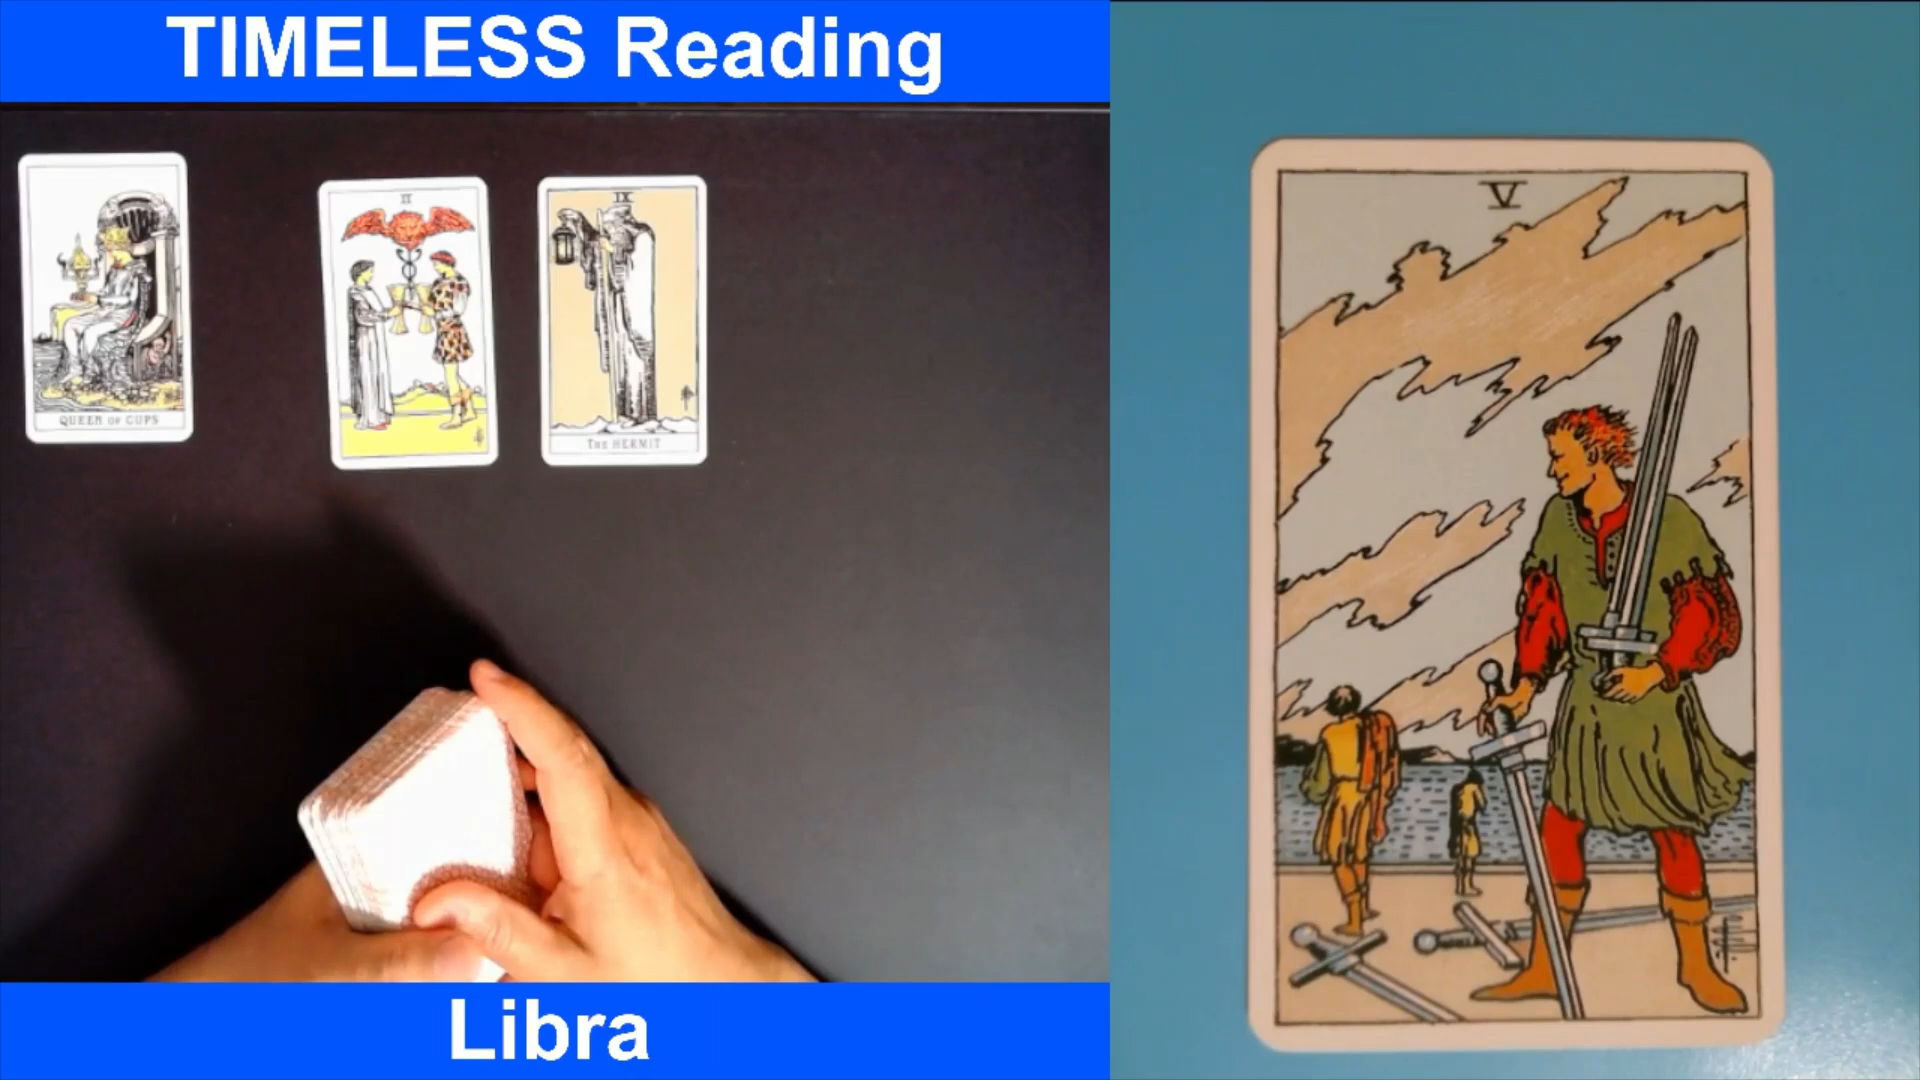 TIMELESS Reading
QUEEN OF CUPS
II
IX
THE HERMIT
V
Libra